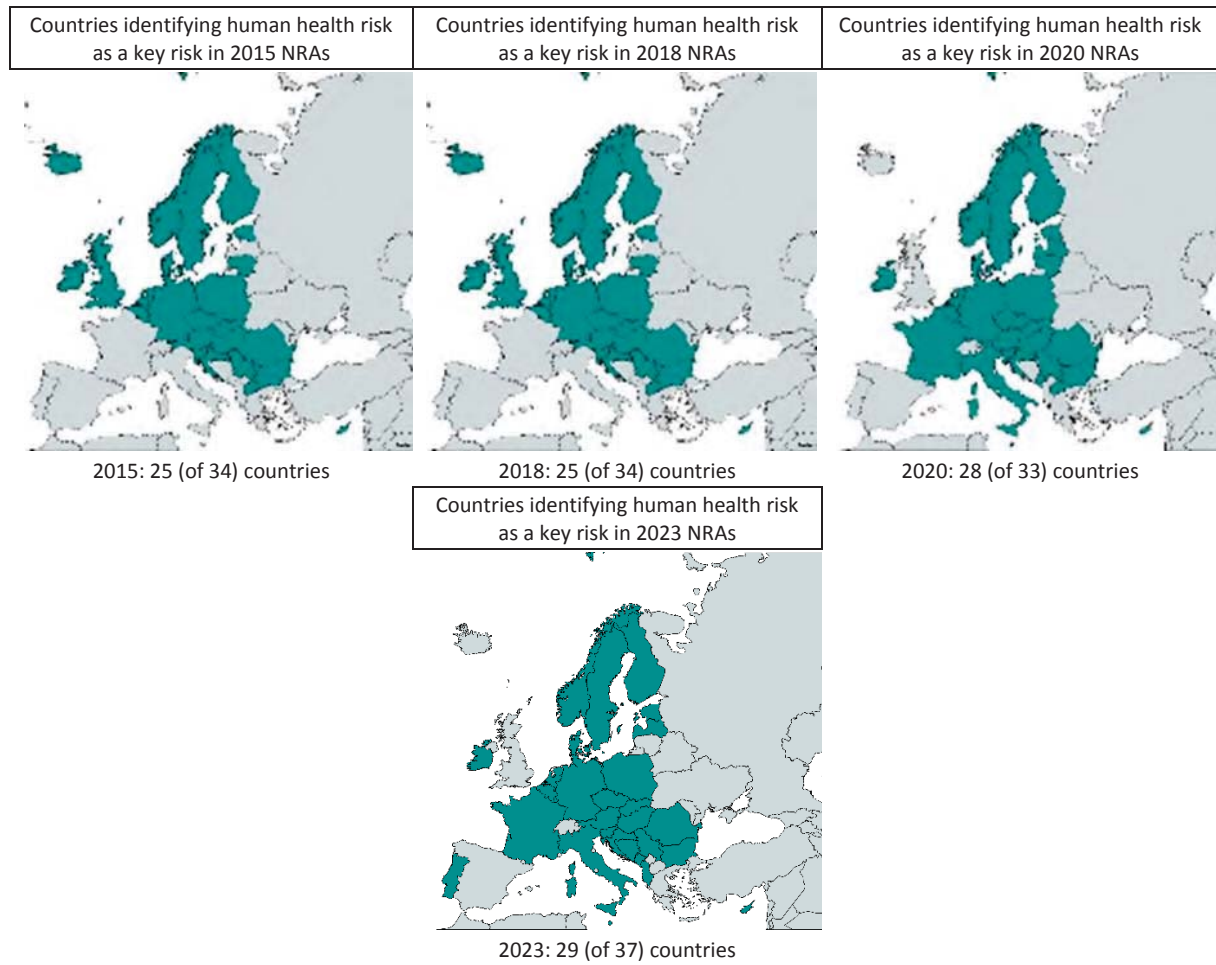 Countries identifying human health risk
as a key risk in 2015 NRAs
Countries identifying human health risk
as a key risk in 2018 NRAs
Countries identifying human health risk
as a key risk in 2020 NRAs
2015: 25 (of 34) countries
2018: 25 (of 34) countries
2020: 28 (of 33) countries
Countries identifying human health risk
as a key risk in 2023 NRAs
2023: 29 (of 37) countries